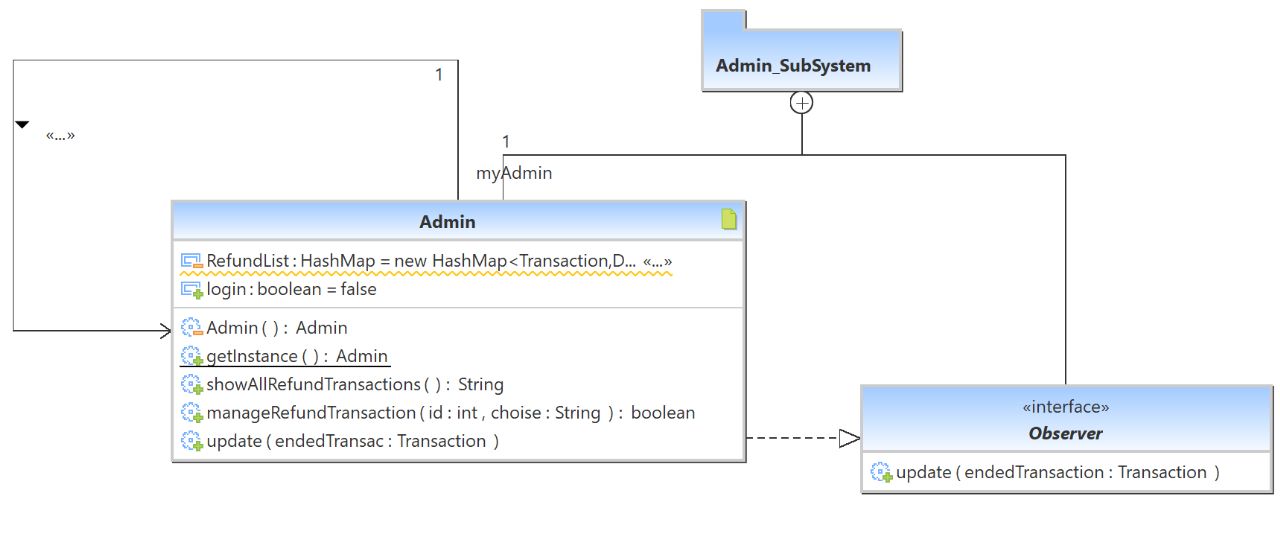 Admin_SubSystem
1
«...»
1
myAdmin
Admin
RefundList : HashMap = new HashMap<Transaction,D... «...»
login : boolean = false
Admin ( ) : Admin
getInstance ( ) : Admin
showAllRefundTransactions ( ) : String
manageRefundTransaction ( id : int , choise : String ) : boolean
update ( endedTransac : Transaction )
«interface»
Observer
update ( endedTransaction : Transaction )